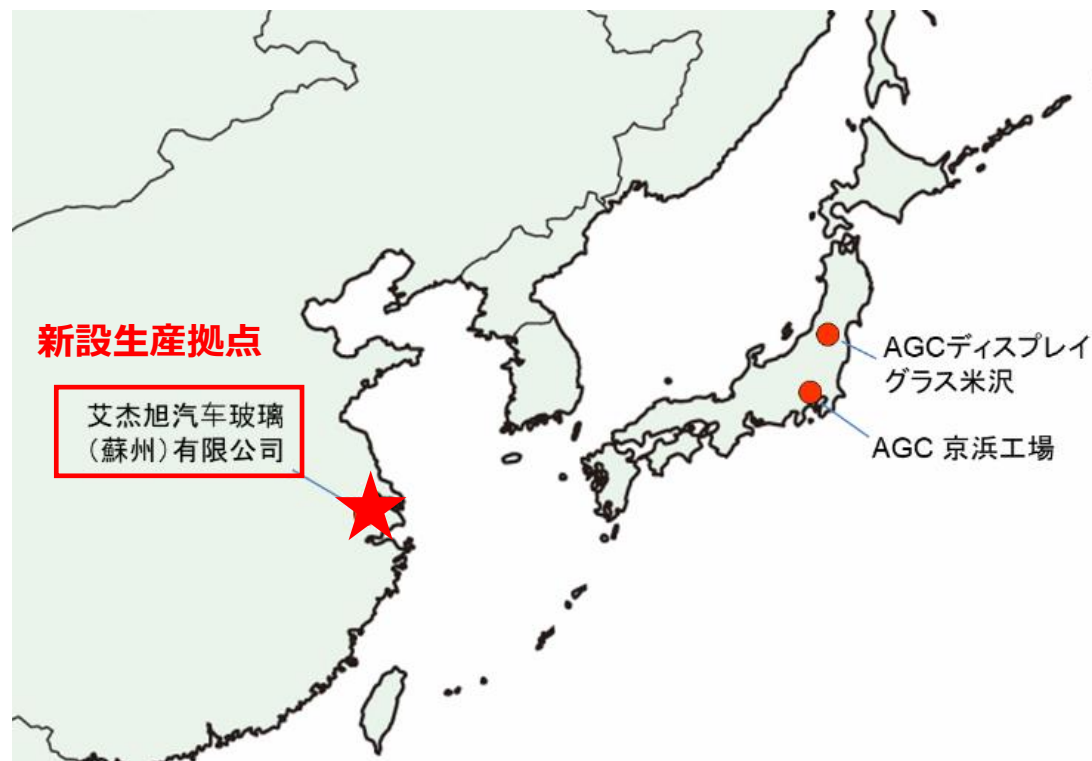 新設生産拠点
艾杰旭汽车玻璃
（蘇州）有限公司
AGCディスプレイ
グラス米沢
AGC 京浜工場